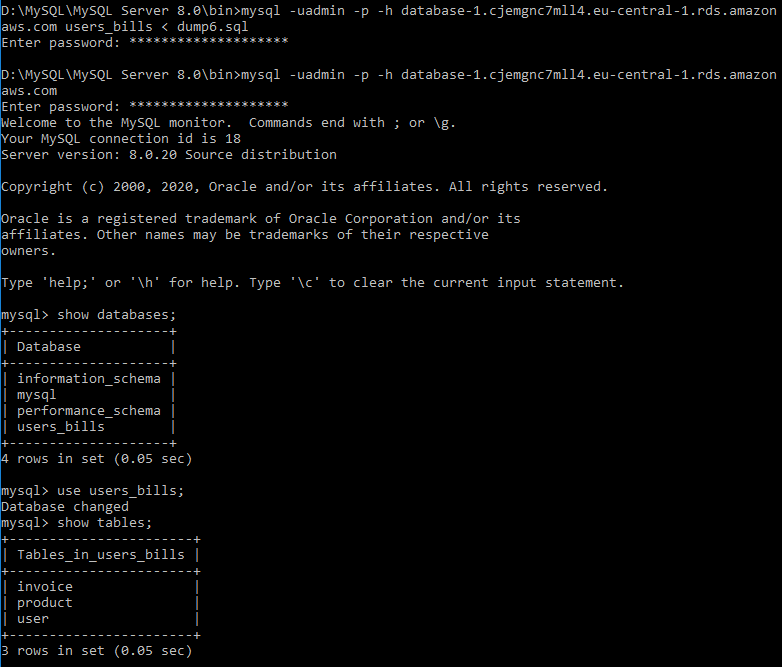 D:\MySQL\MySQL Server 8.0\bin>mysql -uadmin -p -h database-1.cjemgnc7mll4.eu-central-1.rds.amazon
aws.com users_bills < dump6.sql
Enter password: ********************
D:\MySQL\MySQL Server 8.0\bin>mysql -uadmin -p -h database-1.cjemgnc7mll4.eu-central-1.rds.amazon
aws.com
Enter password: ********************
Welcome to the MySQL monitor.  Commands end with ; or \g.
Your MySQL connection id is 18
Server version: 8.0.20 Source distribution
Copyright (c) 2000, 2020, Oracle and/or its affiliates. All rights reserved.
Oracle is a registered trademark of Oracle Corporation and/or its
affiliates. Other names may be trademarks of their respective
owners.
Type 'help;' or '\h' for help. Type '\c' to clear the current input statement.
mysql> show databases;
+--------------------+
| Database           |
+--------------------+
| information_schema |
| mysql              |
| performance_schema |
| users_bills        |
+--------------------+
4 rows in set (0.05 sec)
mysql> use users_bills;
Database changed
mysql> show tables;
+-----------------------+
| Tables_in_users_bills |
+-----------------------+
| invoice               |
| product               |
| user                  |
+-----------------------+
3 rows in set (0.05 sec)